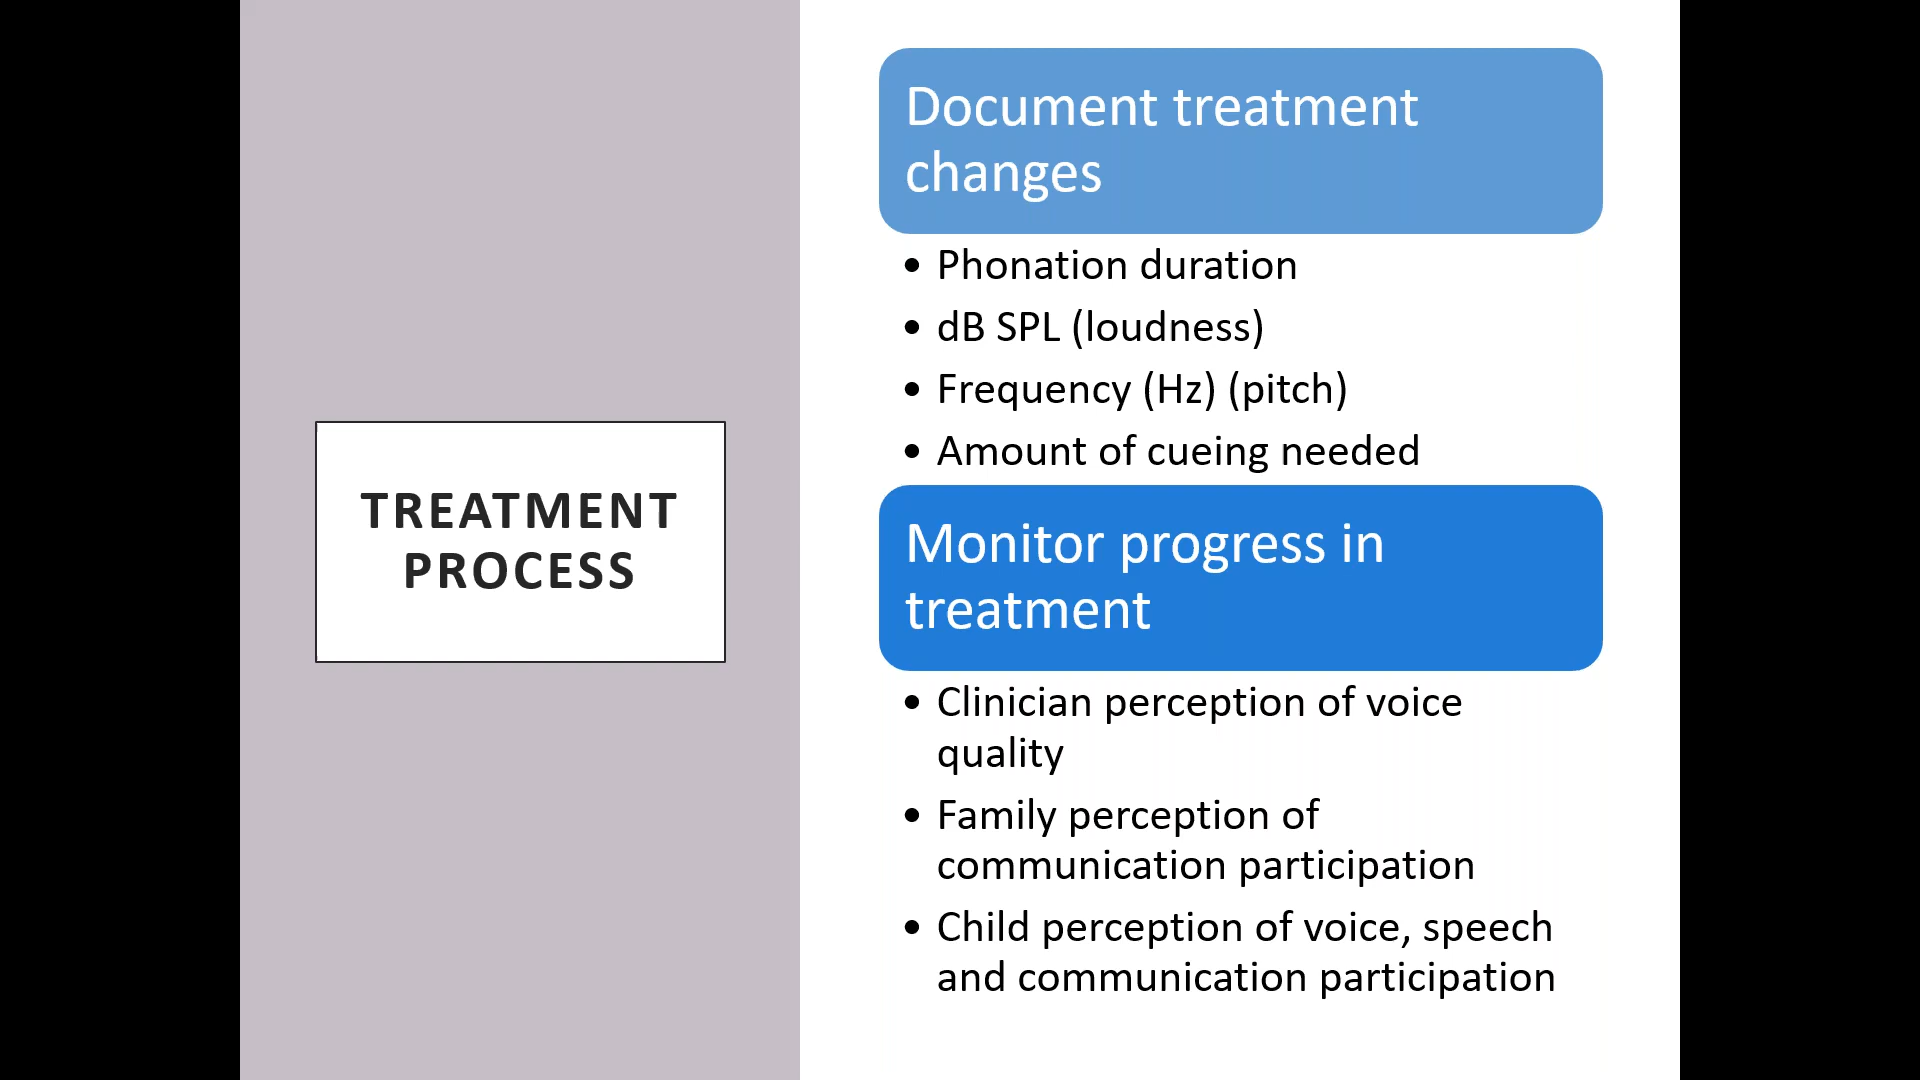 TREATMENT
PROCESS
Document treatment
changes
• Phonation duration
• dB SPL (loudness)
• Frequency (Hz) (pitch)
• Amount of cueing needed
Monitor progress in
treatment
• Clinician perception of voice
quality
• Family perception of
communication participation
• Child perception of voice, speech
and communication participation